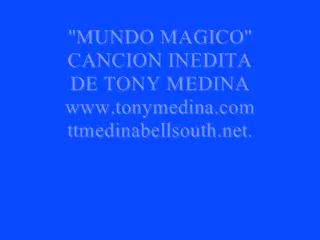 "MUNDO MAGICO"
CANCION INEDITA
DE TONY MEDINA
www.tonymedina.com
ttmedinabellsouth.net.